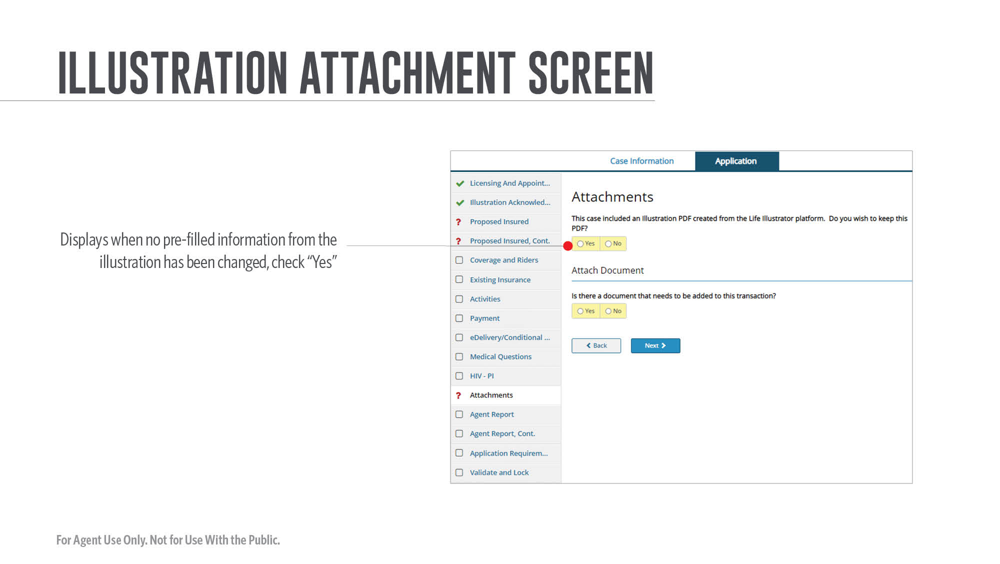 ILLUSTRATION ATTACHMENT SCREEN
Displays when no pre-filled information from the
illustration has been changed, check “Yes”
Case Information
Application
Licensing And Appoint...
Illustration Acknowled...
? Proposed Insured
? Proposed Insured, Cont.
Coverage and Riders
Existing Insurance
Activities
Payment
eDelivery/Conditional ...
Medical Questions
HIV - PI
? Attachments
Agent Report
Agent Report, Cont.
Application Requirem...
Validate and Lock
Attachments
This case included an Illustration PDF created from the Life Illustrator platform. Do you wish to keep this
PDF?
Yes No
Attach Document
Is there a document that needs to be added to this transaction?
Yes No
Back Next
For Agent Use Only. Not for Use With the Public.